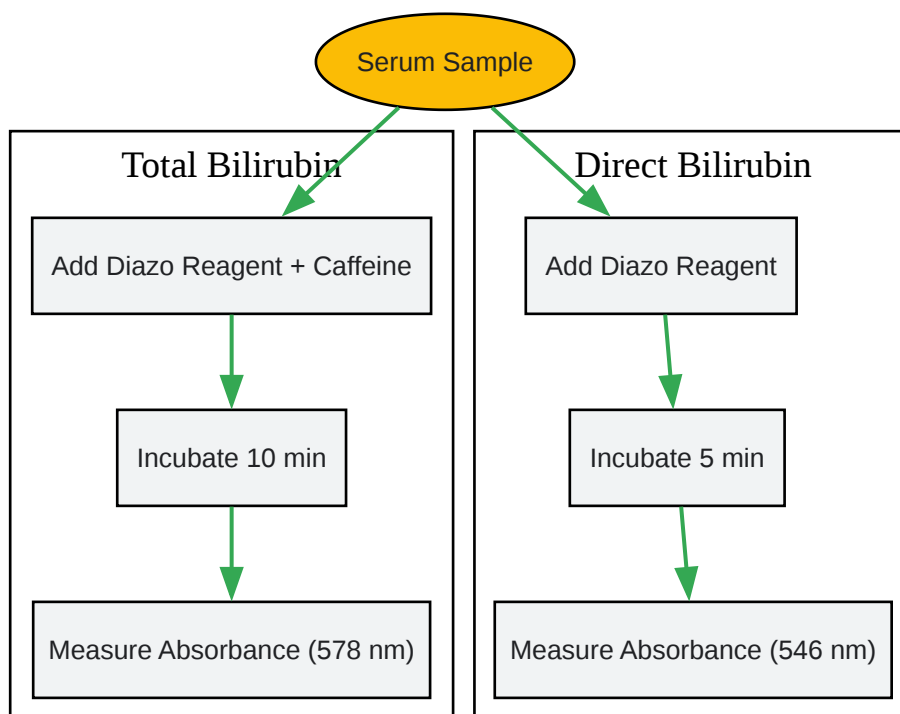 Serum Sample
Total Bilirubin
Add Diazo Reagent + Caffeine
Incubate 10 min
Measure Absorbance (578 nm)
Direct Bilirubin
Add Diazo Reagent
Incubate 5 min
Measure Absorbance (546 nm)